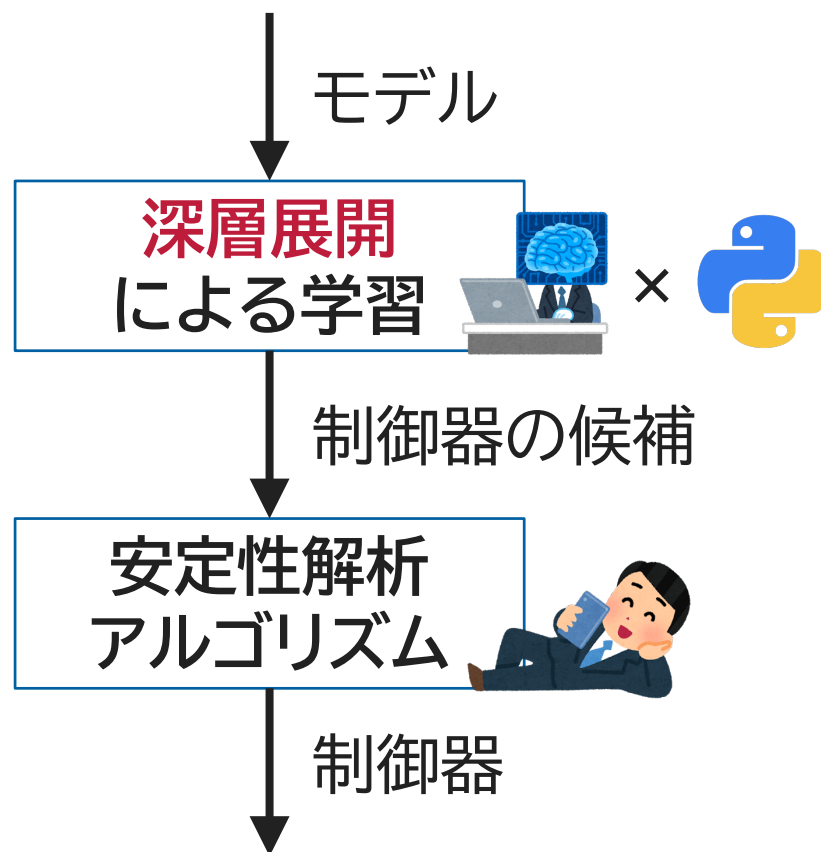 モデル
深層展開
による学習
×
制御器の候補
安定性解析
アルゴリズム
制御器